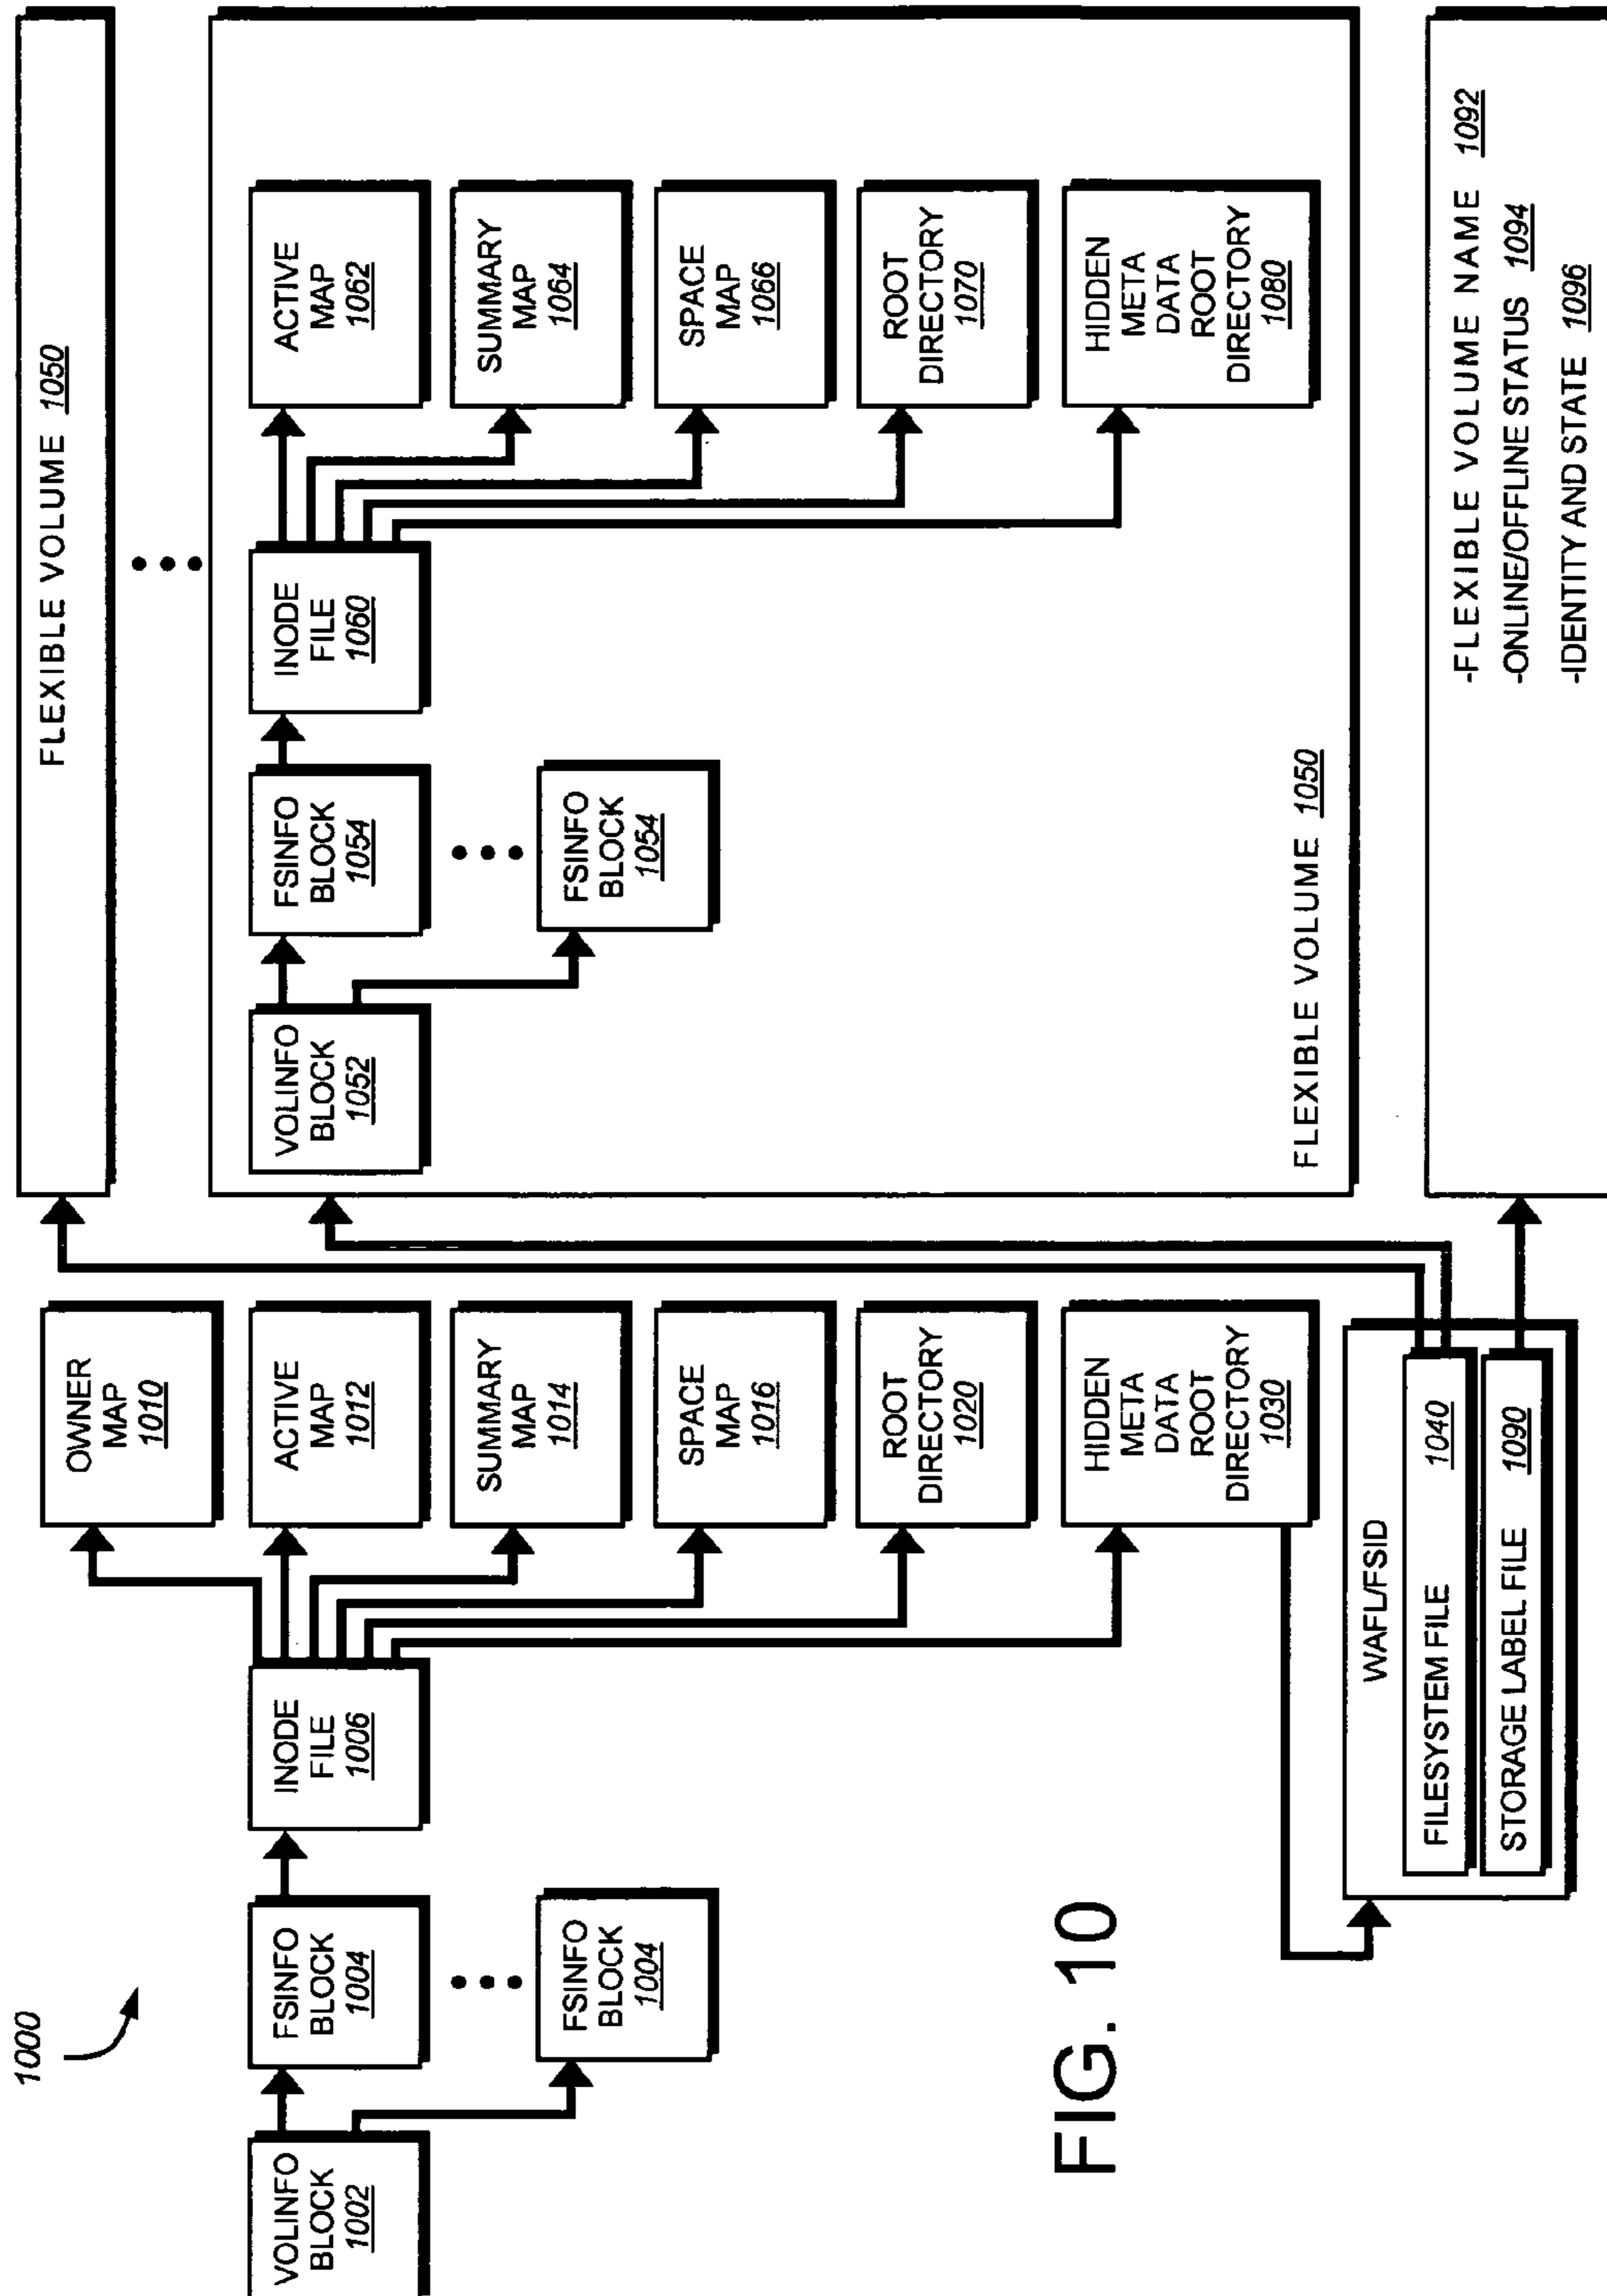 1000
VOLINFO
BLOCK
1002
FSINFO
BLOCK
1004
FSINFO
BLOCK
1004
INODE
FILE
1006
OWNER
MAP
1010
ACTIVE
MAP
1012
SUMMARY
MAP
1014
SPACE
MAP
1016
ROOT
DIRECTORY
1020
HIDDEN
META
DATA
ROOT
DIRECTORY
1030
WAFL/FSID
FILESYSTEM FILE 1040
STORAGE LABEL FILE 1090
FLEXIBLE VOLUME 1050
VOLINFO
BLOCK
1052
FSINFO
BLOCK
1054
FSINFO
BLOCK
1054
INODE
FILE
1060
ACTIVE
MAP
1062
SUMMARY
MAP
1064
SPACE
MAP
1066
ROOT
DIRECTORY
1070
HIDDEN
META
DATA
ROOT
DIRECTORY
1080
FLEXIBLE VOLUME 1050
-FLEXIBLE VOLUME NAME 1092
-ONLINE/OFFLINE STATUS 1094
-IDENTITY AND STATE 1096
FIG. 10